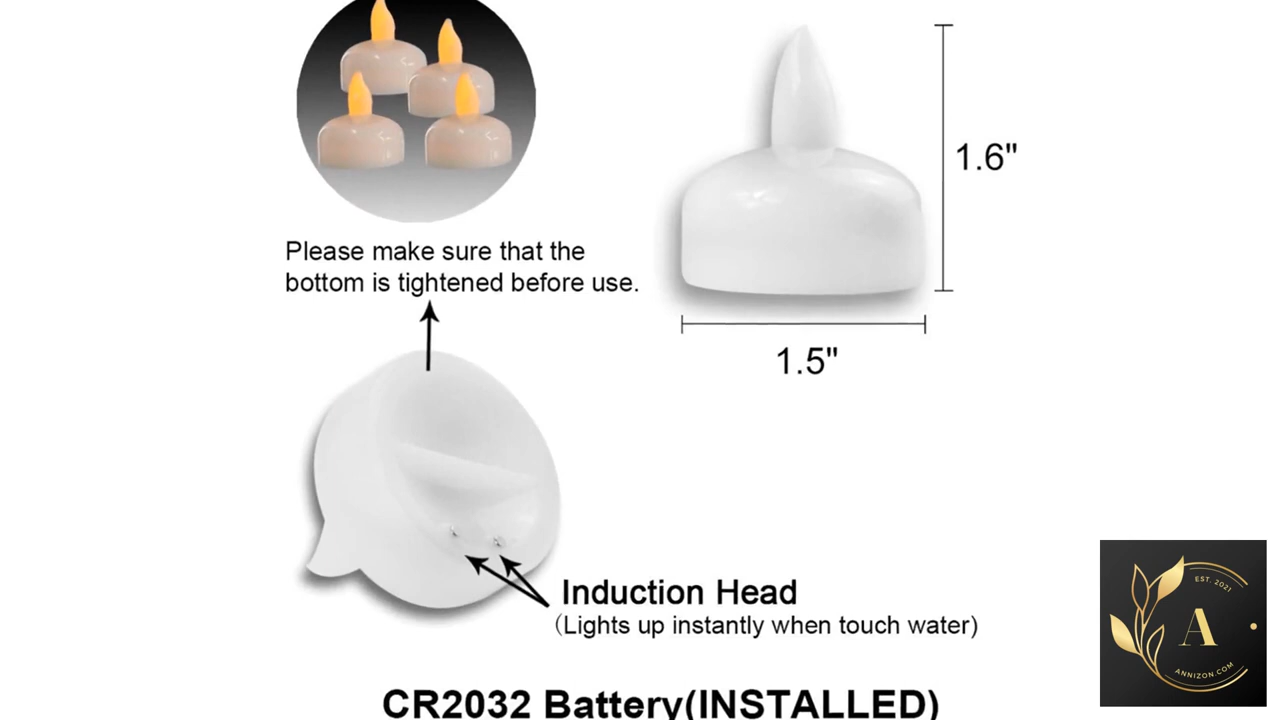 1.6"
Please make sure that the
bottom is tightened before use.
1.5"
Induction Head
(Lights up instantly when touch water)
CR2032 Battery(INSTALLED)
EST. 2021
A
ANNIZON.COM